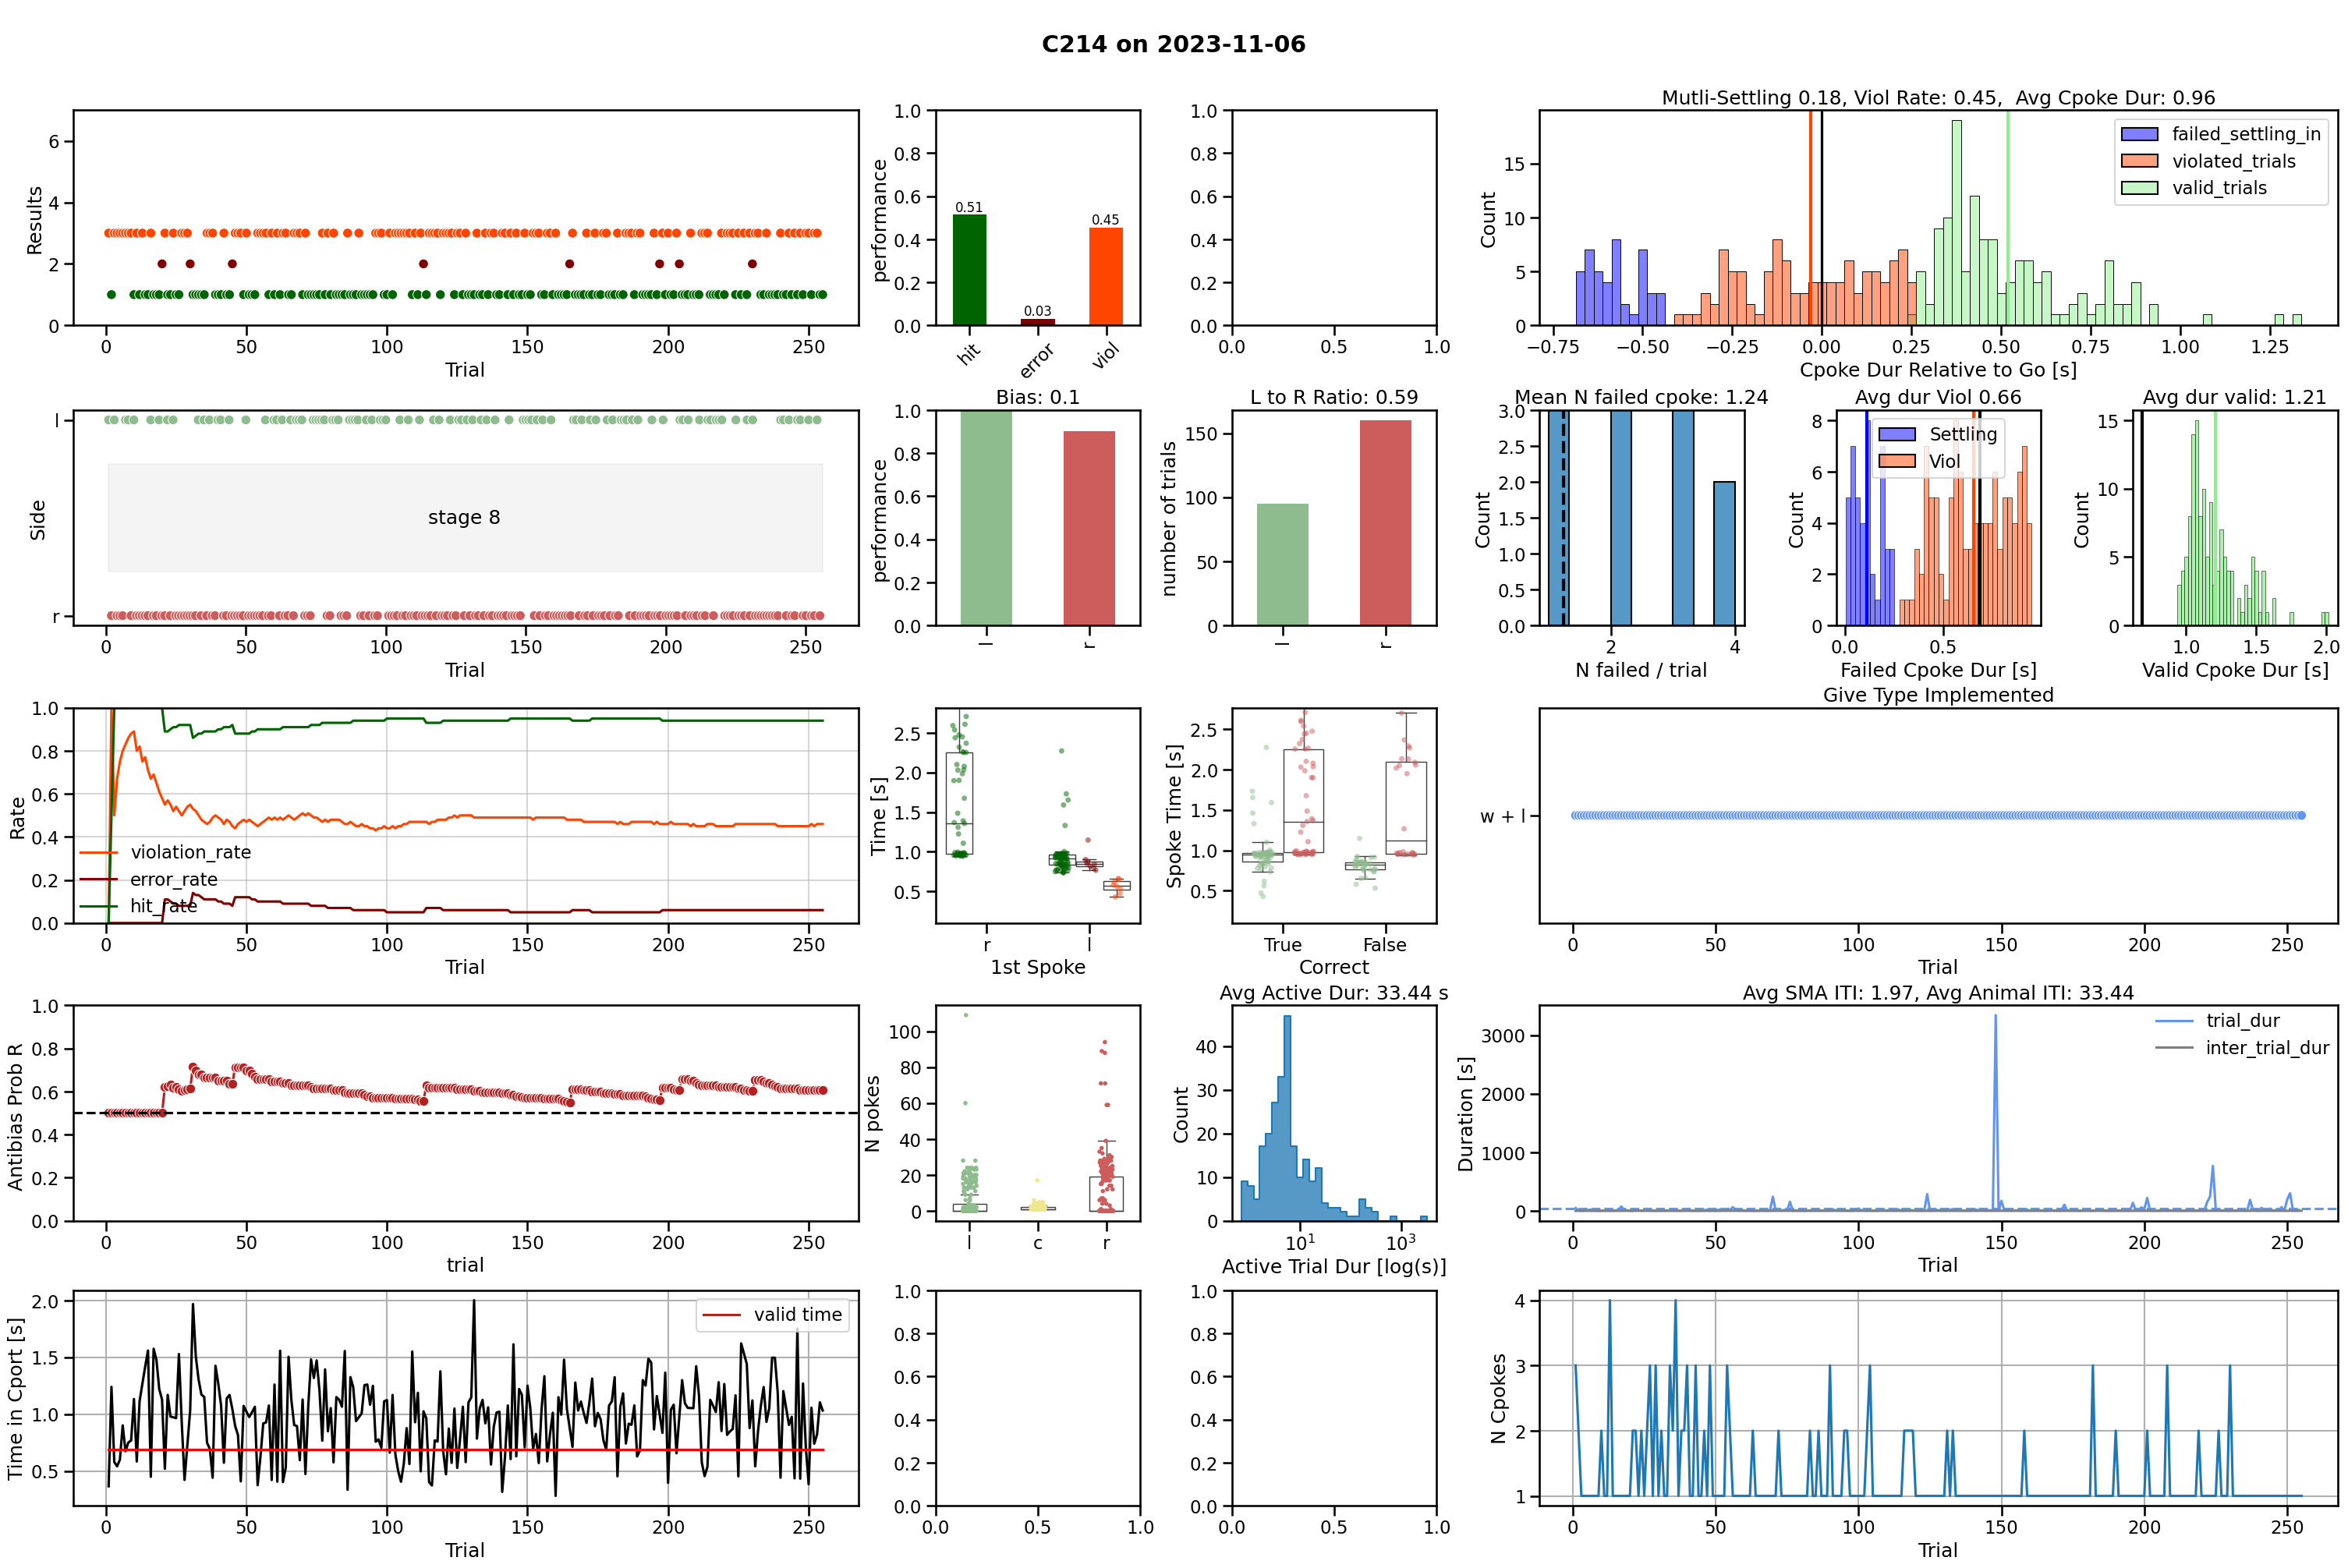 C214 on 2023-11-06
Results
0
2
4
6
0
50
100
150
200
250
Trial
performance
0.0
0.2
0.4
0.6
0.8
1.0
0.51
0.03
0.45
hit
error
viol
0.0
0.2
0.4
0.6
0.8
1.0
0.0
0.5
1.0
Mutli-Settling 0.18, Viol Rate: 0.45,  Avg Cpoke Dur: 0.96
failed_settling_in
violated_trials
valid_trials
Count
0
5
10
15
−0.75
−0.50
−0.25
0.00
0.25
0.50
0.75
1.00
1.25
Cpoke Dur Relative to Go [s]
Side
l
r
stage 8
0
50
100
150
200
250
Trial
Bias: 0.1
performance
0.0
0.2
0.4
0.6
0.8
1.0
l
r
L to R Ratio: 0.59
number of trials
0
50
100
150
l
r
Mean N failed cpoke: 1.24
Count
0.0
0.5
1.0
1.5
2.0
2.5
3.0
2
4
N failed / trial
Avg dur Viol 0.66
Settling
Viol
Count
0
2
4
6
8
0.0
0.5
Failed Cpoke Dur [s]
Avg dur valid: 1.21
Count
0
5
10
15
1.0
1.5
2.0
Valid Cpoke Dur [s]
Rate
0.0
0.2
0.4
0.6
0.8
1.0
violation_rate
error_rate
hit_rate
0
50
100
150
200
250
Trial
Time [s]
0.5
1.0
1.5
2.0
2.5
r
l
1st Spoke
Spoke Time [s]
0.5
1.0
1.5
2.0
2.5
True
False
Correct
Give Type Implemented
w + l
0
50
100
150
200
250
Trial
Antibias Prob R
0.0
0.2
0.4
0.6
0.8
1.0
0
50
100
150
200
250
trial
N pokes
0
20
40
60
80
100
l
c
r
Avg Active Dur: 33.44 s
Count
0
10
20
30
40
10^1
10^3
Active Trial Dur [log(s)]
Avg SMA ITI: 1.97, Avg Animal ITI: 33.44
trial_dur
inter_trial_dur
Duration [s]
0
1000
2000
3000
0
50
100
150
200
250
Trial
Time in Cport [s]
0.5
1.0
1.5
2.0
valid time
0
50
100
150
200
250
Trial
0.0
0.2
0.4
0.6
0.8
1.0
0.0
0.5
1.0
0.0
0.2
0.4
0.6
0.8
1.0
0.0
0.5
1.0
N Cpokes
1
2
3
4
0
50
100
150
200
250
Trial